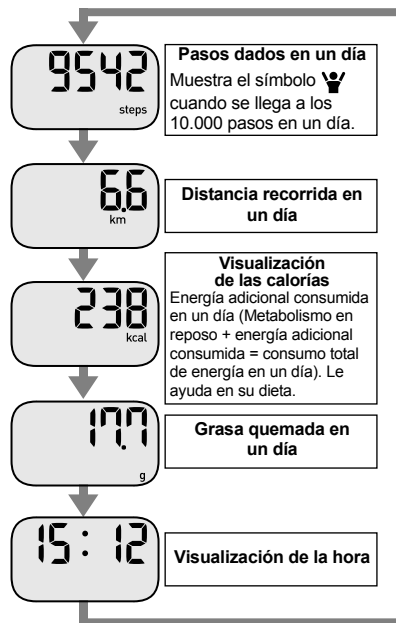 9542
steps
Pasos dados en un día
Muestra el símbolo
cuando se llega a los
10.000 pasos en un día.
6.6
km
Distancia recorrida en
un día
238
kcal
Visualización
de las calorías
Energía adicional consumida
en un día (Metabolismo en
reposo + energía adicional
consumida = consumo total
de energía en un día). Le
ayuda en su dieta.
17.7
g
Grasa quemada en
un día
15:12
Visualización de la hora